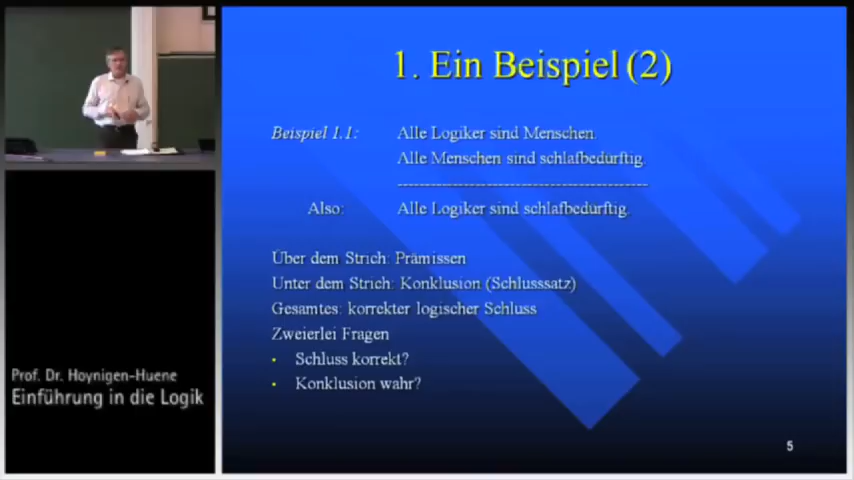 1. Ein Beispiel (2)
Beispiel 1.1: Alle Logiker sind Menschen.
Alle Menschen sind schlafbedürftig.
-------------------------------------------
Also: Alle Logiker sind schlafbedürftig.
Über dem Strich: Prämissen
Unter dem Strich: Konklusion (Schlusssatz)
Gesamtes: korrekter logischer Schluss
Zweierlei Fragen
• Schluss korrekt?
• Konklusion wahr?
5
Prof. Dr. Hoynigen-Huene
Einführung in die Logik